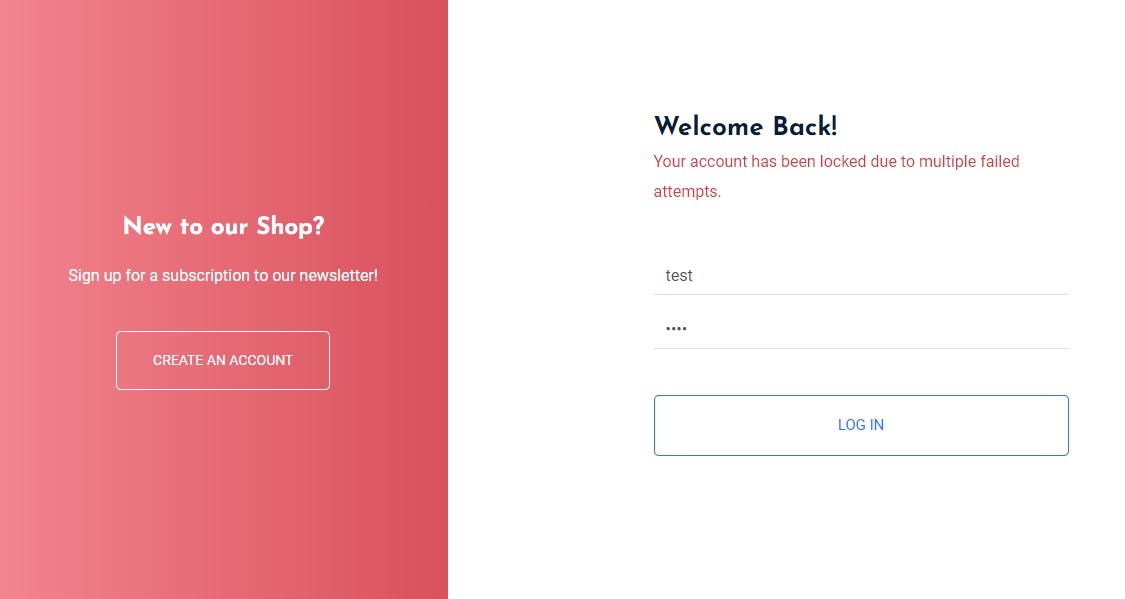 New to our Shop?
Sign up for a subscription to our newsletter!
CREATE AN ACCOUNT
Welcome Back!
Your account has been locked due to multiple failed
attempts.
test
••••
LOG IN